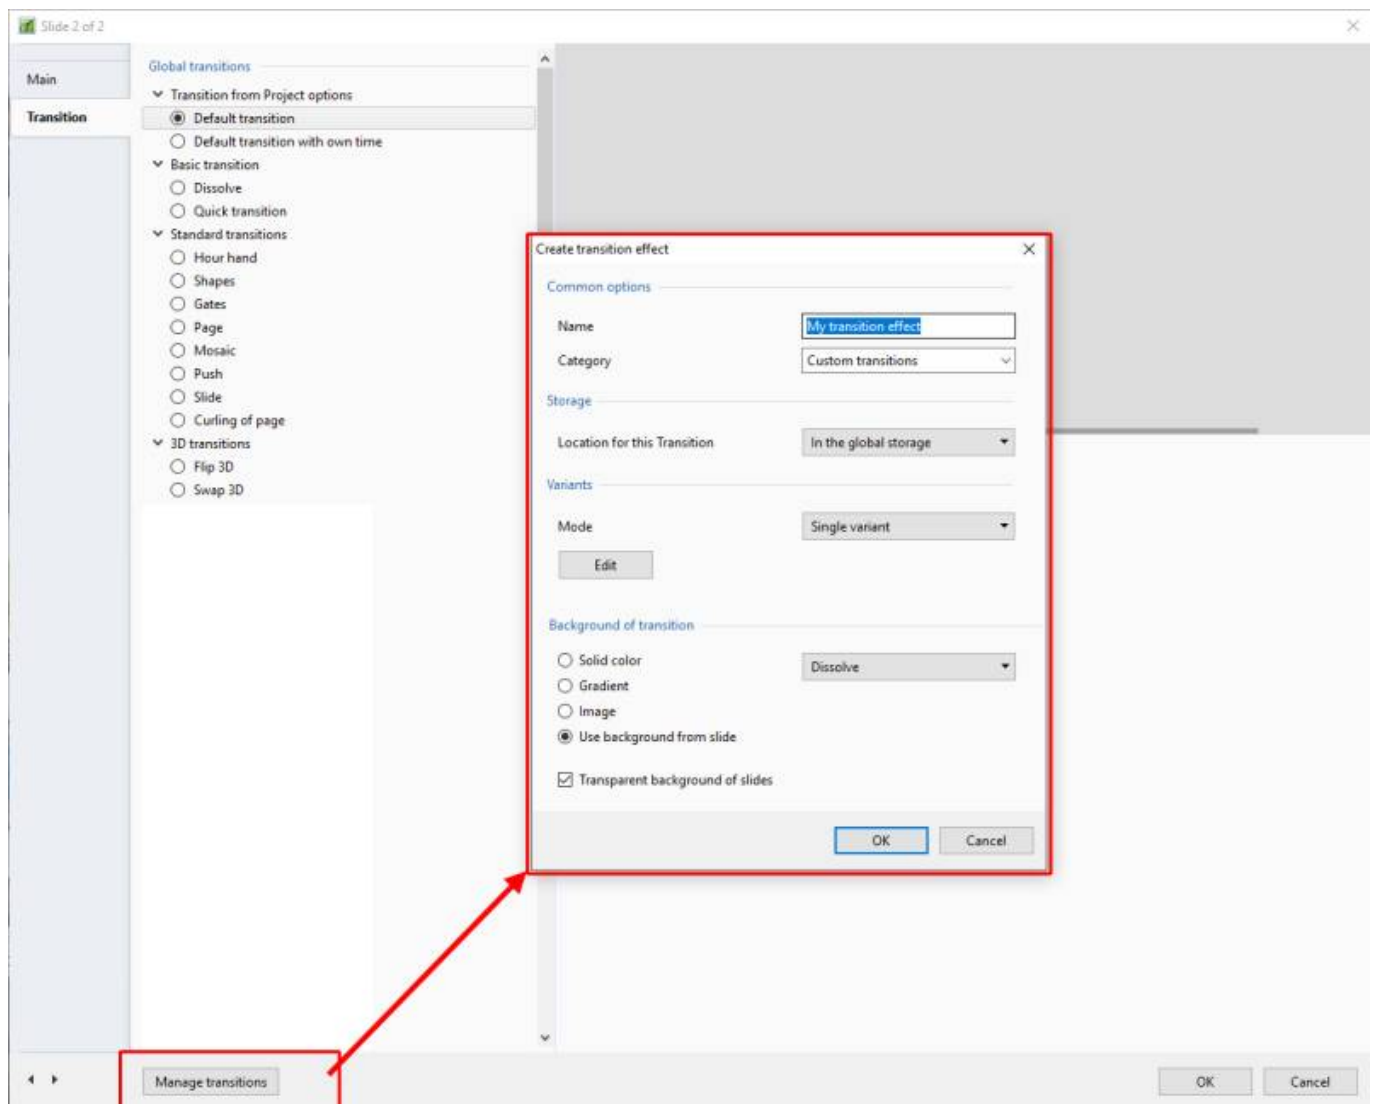 Slide 2 of 2
Main
Transition
Global transitions
Transition from Project options
Default transition
Default transition with own time
Basic transition
Dissolve
Quick transition
Standard transitions
Hour hand
Shapes
Gates
Page
Mosaic
Push
Slide
Curling of page
3D transitions
Flip 3D
Swap 3D
Create transition effect
Common options
Name My transition effect
Category Custom transitions
Storage
Location for this Transition In the global storage
Variants
Mode Single variant
Edit
Background of transition
Solid color Dissolve
Gradient
Image
Use background from slide
Transparent background of slides
OK Cancel
Manage transitions OK Cancel